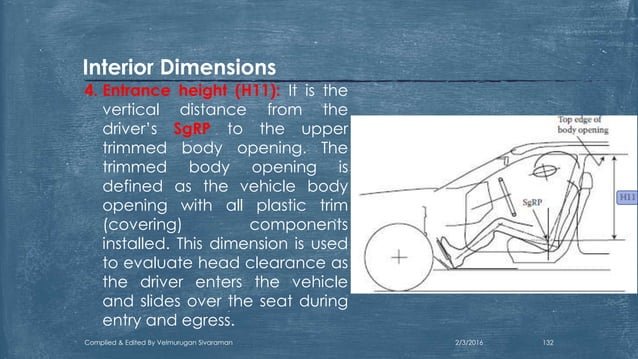 Interior Dimensions
4. Entrance height (H11): It is the
vertical distance from the
driver's SgRP to the upper
trimmed body opening. The
trimmed body opening is
defined as the vehicle body
opening with all plastic trim
(covering) components
installed. This dimension is used
to evaluate head clearance as
the driver enters the vehicle
and slides over the seat during
entry and egress.
Top edge of
body opening
H11
SgRP
Complied & Edited By Velmurugan Sivaraman
2/3/2016
132